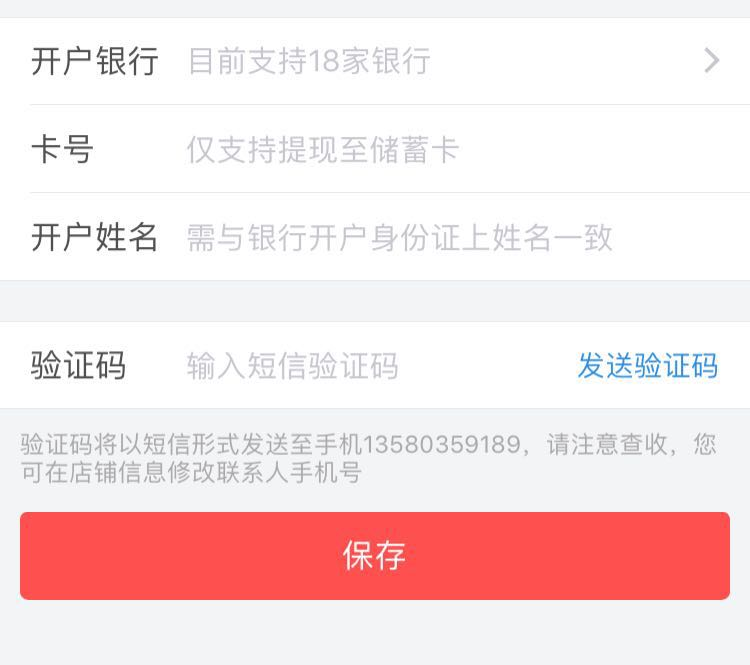 开户银行 目前支持18家银行
卡号 仅支持提现至储蓄卡
开户姓名 需与银行开户身份证上姓名一致
验证码 输入短信验证码 发送验证码
验证码将以短信形式发送至手机13580359189，请注意查收，您
可在店铺信息修改联系人手机号
保存